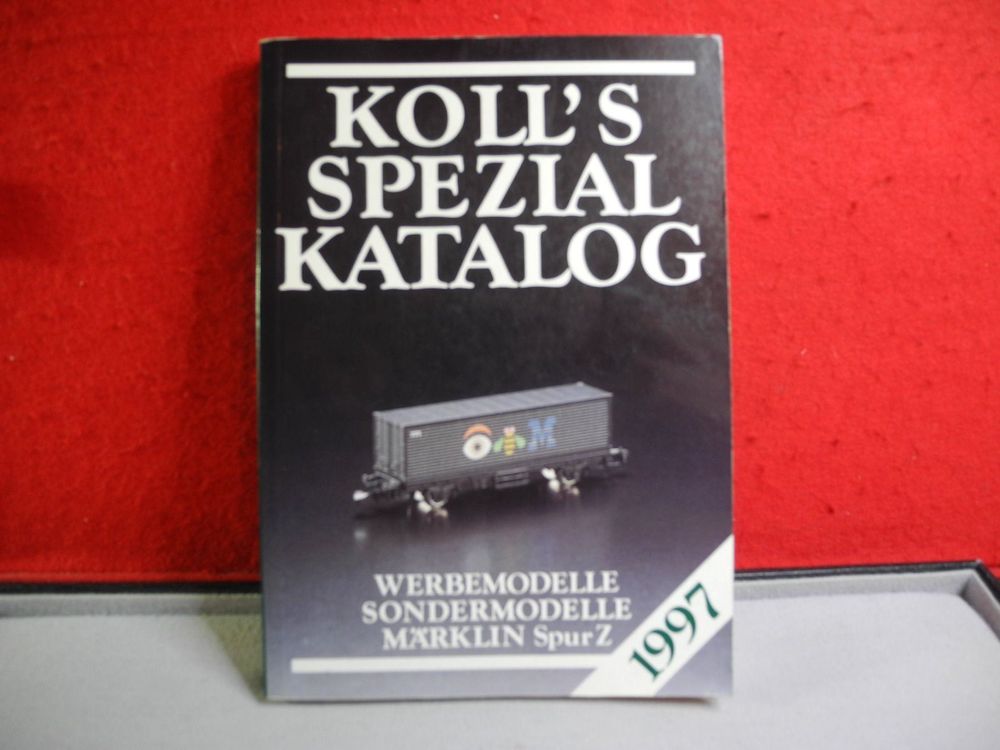 KOLL'S
SPEZIAL
KATALOG
M
WERBEMODELLE
SONDERMODELLE
MÄRKLIN Spur Z
1997